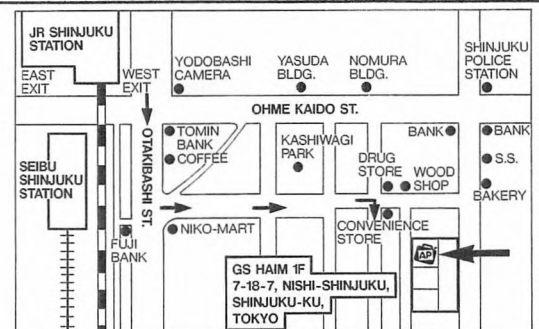 JR SHINJUKU
STATION
EAST
EXIT
WEST
EXIT
YODOBASHI
CAMERA
YASUDA
BLDG.
NOMURA
BLDG.
SHINJUKU
POLICE
STATION
OHME KAIDO ST.
OTAKIBASHI ST.
TOMIN
BANK
COFFEE
KASHIWAGI
PARK
BANK
BANK
S.S.
DRUG
STORE
WOOD
SHOP
BAKERY
SEIBU
SHINJUKU
STATION
FUJI
BANK
NIKO-MART
CONVENIENCE
STORE
AP
GS HAIM 1F
7-18-7, NISHI-SHINJUKU,
SHINJUKU-KU,
TOKYO